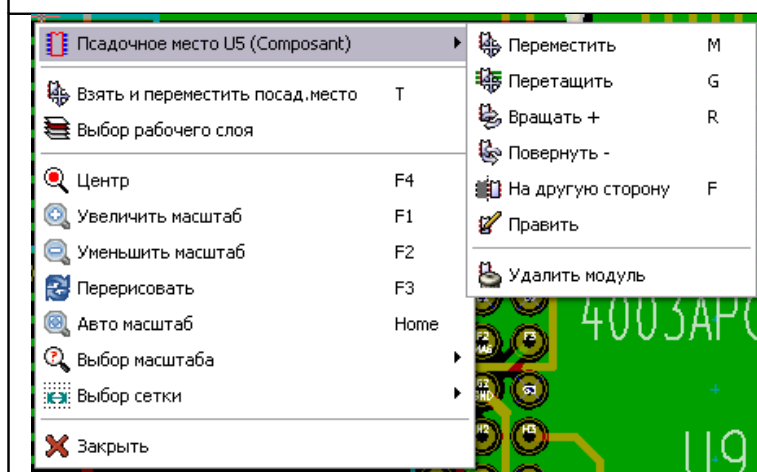 Псадочное место U5 (Composant)
Взять и переместить посад.место T
Выбор рабочего слоя
Центр F4
Увеличить масштаб F1
Уменьшить масштаб F2
Перерисовать F3
Авто масштаб Home
Выбор масштаба
Выбор сетки
Закрыть
Переместить M
Перетащить G
Вращать + R
Повернуть -
На другую сторону F
Править
Удалить модуль
4003APC
U9